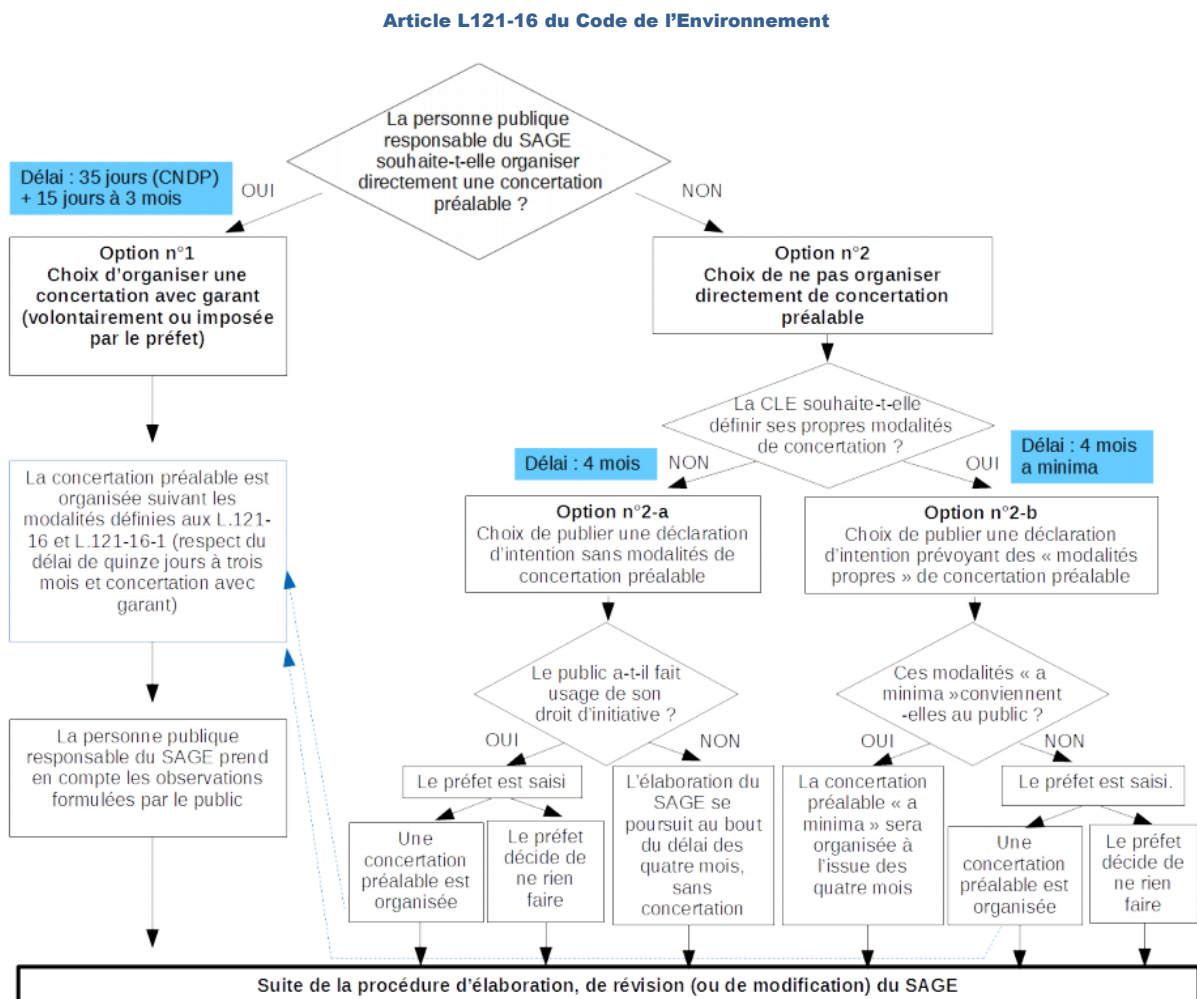 Article L121-16 du Code de l’Environnement
La personne publique
responsable du SAGE
souhaite-t-elle organiser
directement une concertation
préalable ?
Délai : 35 jours (CNDP)
+ 15 jours à 3 mois
OUI
NON
Option n°1
Choix d’organiser une
concertation avec garant
(volontairement ou imposée
par le préfet)
Option n°2
Choix de ne pas organiser
directement de concertation
préalable
La CLE souhaite-t-elle
définir ses propres modalités
de concertation ?
Délai : 4 mois
NON
OUI
Délai : 4 mois
a minima
La concertation préalable est
organisée suivant les
modalités définies aux L.121-
16 et L.121-16-1 (respect du
délai de quinze jours à trois
mois et concertation avec
garant)
Option n°2-a
Choix de publier une déclaration
d’intention sans modalités de
concertation préalable
Option n°2-b
Choix de publier une déclaration
d’intention prévoyant des « modalités
propres » de concertation préalable
Le public a-t-il fait
usage de son
droit d’initiative ?
Ces modalités « a
minima »conviennent
-elles au public ?
La personne publique
responsable du SAGE prend
en compte les observations
formulées par le public
OUI
NON
OUI
NON
Le préfet est saisi
L’élaboration du
SAGE se
poursuit au bout
du délai des
quatre mois,
sans
concertation
La concertation
préalable « a
minima » sera
organisée à
l’issue des
quatre mois
Le préfet est saisi.
Une
concertation
préalable est
organisée
Le préfet
décide de
ne rien
faire
Une
concertation
préalable est
organisée
Le préfet
décide de
ne rien
faire
Suite de la procédure d’élaboration, de révision (ou de modification) du SAGE